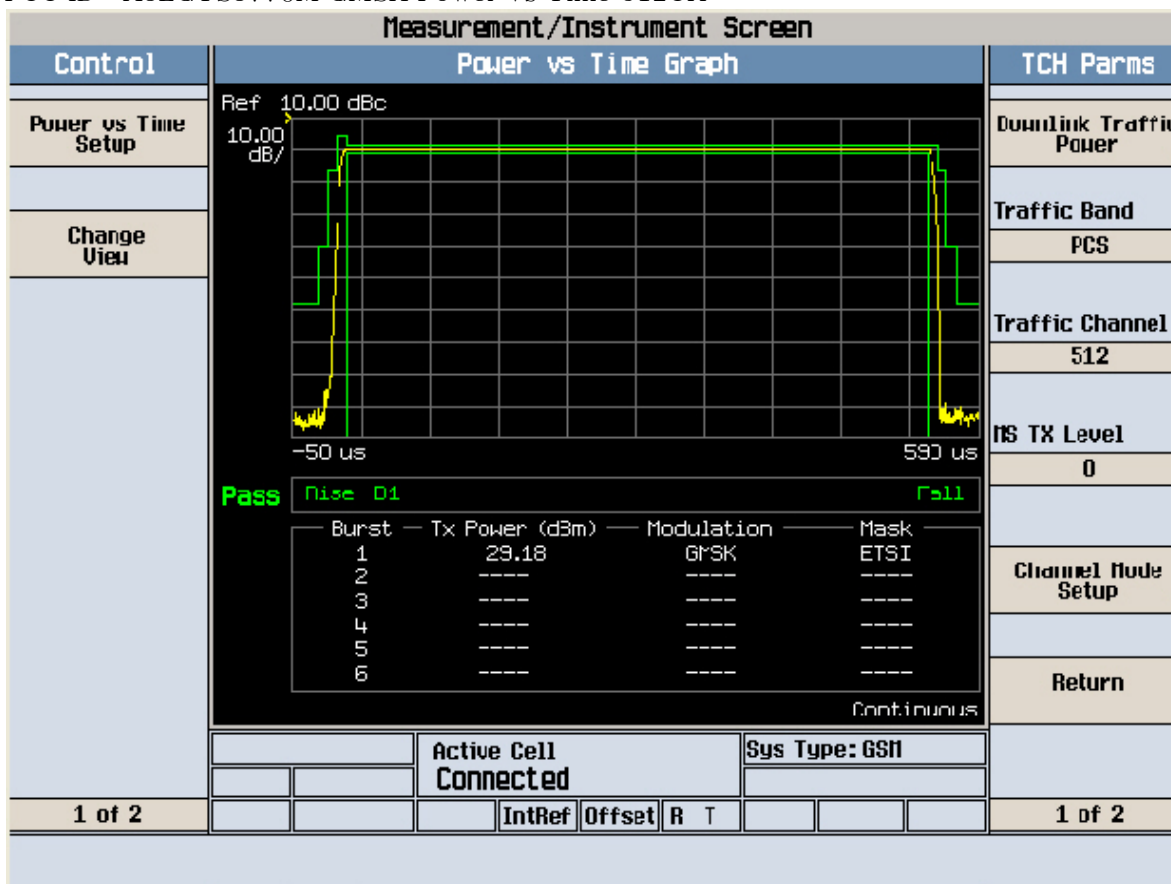 Measurement/Instrument Screen
Control
Power vs Time Graph
TCH Parms
Power vs Time
Setup
Change
View
1 of 2
Ref 10.00 dBc
10.00
dB/
-50 us
590 us
Pass
Rise 01
Fall
Burst Tx Power (dBm) Modulation Mask
1 29.18 GMSK ETSI
2 ---- ---- ----
3 ---- ---- ----
4 ---- ---- ----
5 ---- ---- ----
6 ---- ---- ----
Continuous
Active Cell
Connected
Sys Type: GSM
IntRef Offset R T
Downlink Traffic
Power
Traffic Band
PCS
Traffic Channel
512
MS TX Level
0
Channel Mode
Setup
Return
1 of 2